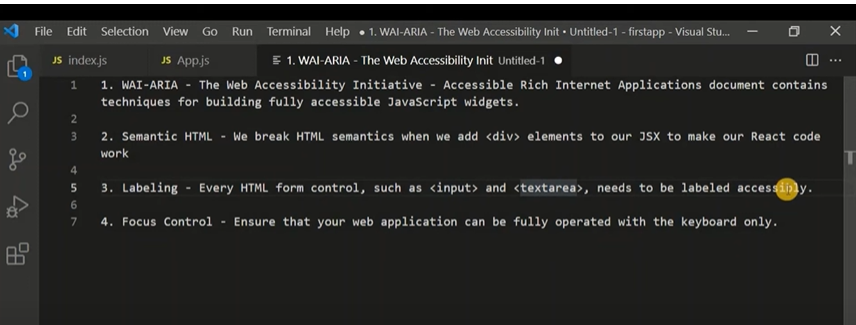 File Edit Selection View Go Run Terminal Help ● 1. WAI-ARIA - The Web Accessibility Init • Untitled-1 - firstapp - Visual Stu...
JS index.js JS App.js 1. WAI-ARIA - The Web Accessibility Init Untitled-1 ●
1 1. WAI-ARIA - The Web Accessibility Initiative - Accessible Rich Internet Applications document contains
techniques for building fully accessible JavaScript widgets.
2
3 2. Semantic HTML - We break HTML semantics when we add <div> elements to our JSX to make our React code
work
4
5 3. Labeling - Every HTML form control, such as <input> and <textarea>, needs to be labeled accessibly.
6
7 4. Focus Control - Ensure that your web application can be fully operated with the keyboard only.
1